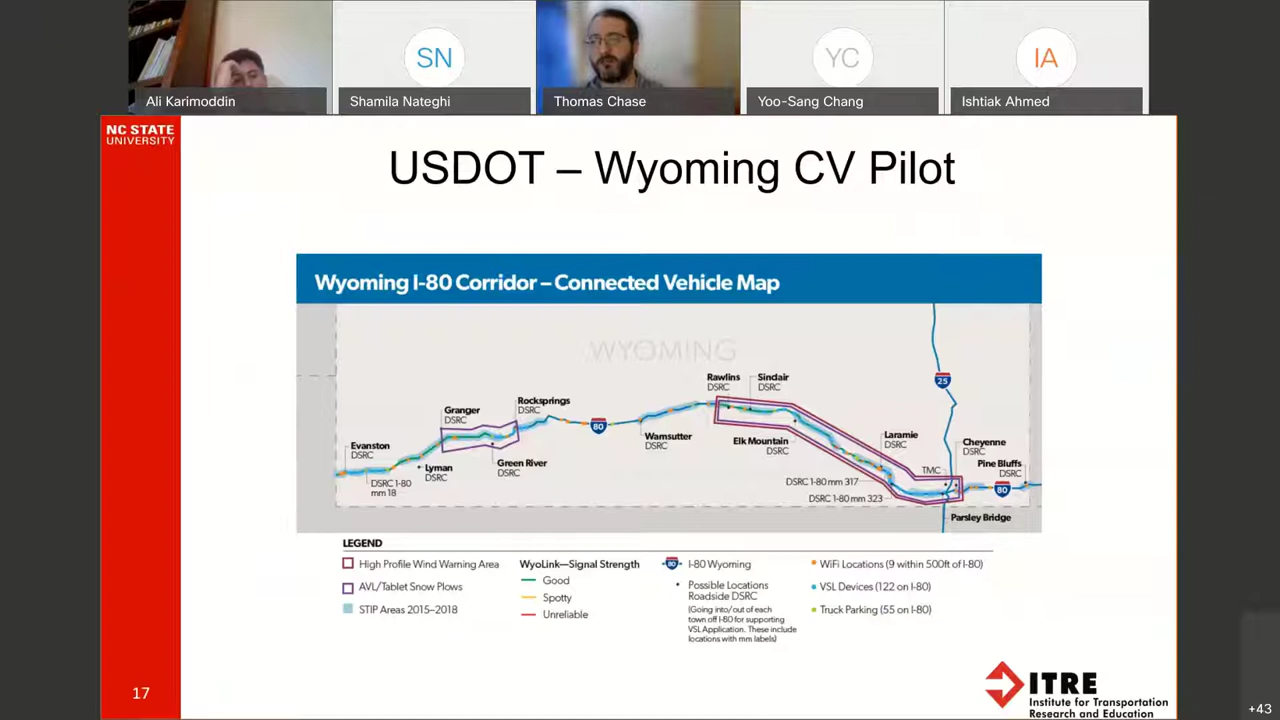 SN
YC
IA
Ali Karimoddin
Shamila Nateghi
Thomas Chase
Yoo-Sang Chang
Ishtiak Ahmed
NC STATE
UNIVERSITY
USDOT – Wyoming CV Pilot
Wyoming I-80 Corridor – Connected Vehicle Map
WYOMING
25
Rawlins
DSRC
Sinclair
DSRC
Rocksprings
DSRC
Granger
DSRC
80
Wamsutter
DSRC
Elk Mountain
DSRC
Laramie
DSRC
Cheyenne
DSRC
Evanston
DSRC
Lyman
DSRC
Green River
DSRC
TMC
Pine Bluffs
DSRC
DSRC I-80
mm 18
DSRC I-80 mm 317
DSRC I-80 mm 323
80
Parsley Bridge
LEGEND
High Profile Wind Warning Area
AVL/Tablet Snow Plows
STIP Areas 2015–2018
WyoLink—Signal Strength
Good
Spotty
Unreliable
80
I-80 Wyoming
Possible Locations
Roadside DSRC
(Going into/out of each
town off I-80 for supporting
VSL Application. These include
locations with mm labels)
WiFi Locations (9 within 500ft of I-80)
VSL Devices (122 on I-80)
Truck Parking (55 on I-80)
17
ITRE
Institute for Transportation
Research and Education
+43